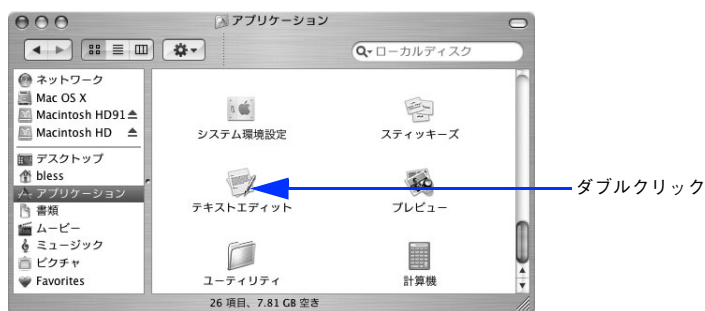 アプリケーション
ローカルディスク
ネットワーク
Mac OS X
Macintosh HD91
Macintosh HD
デスクトップ
bless
アプリケーション
書類
ムービー
ミュージック
ピクチャ
Favorites
システム環境設定
スティッキーズ
テキストエディット
プレビュー
ユーティリティ
計算機
26 項目、7.81 GB 空き
ダブルクリック